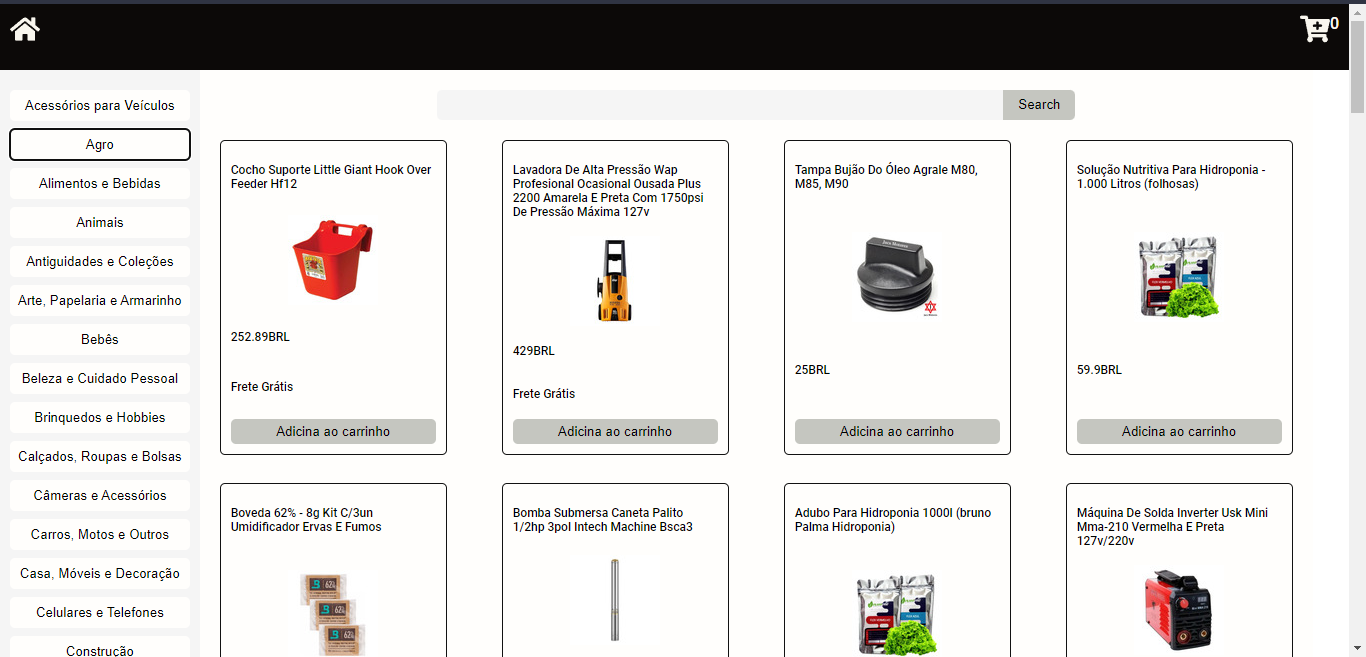 0
Search
Acessórios para Veículos
Agro
Alimentos e Bebidas
Animais
Antiguidades e Coleções
Arte, Papelaria e Armarinho
Bebês
Beleza e Cuidado Pessoal
Brinquedos e Hobbies
Calçados, Roupas e Bolsas
Câmeras e Acessórios
Carros, Motos e Outros
Casa, Móveis e Decoração
Celulares e Telefones
Construção
Cocho Suporte Little Giant Hook Over
Feeder Hf12
252.89BRL
Frete Grátis
Adicina ao carrinho
Lavadora De Alta Pressão Wap
Profesional Ocasional Ousada Plus
2200 Amarela E Preta Com 1750psi
De Pressão Máxima 127v
429BRL
Frete Grátis
Adicina ao carrinho
Tampa Bujão Do Óleo Agrale M80,
M85, M90
25BRL
Adicina ao carrinho
Solução Nutritiva Para Hidroponia -
1.000 Litros (folhosas)
59.9BRL
Adicina ao carrinho
Boveda 62% - 8g Kit C/3un
Umidificador Ervas E Fumos
62%
62%
62%
Bomba Submersa Caneta Palito
1/2hp 3pol Intech Machine Bsca3
Adubo Para Hidroponia 1000l (bruno
Palma Hidroponia)
Máquina De Solda Inverter Usk Mini
Mma-210 Vermelha E Preta
127v/220v